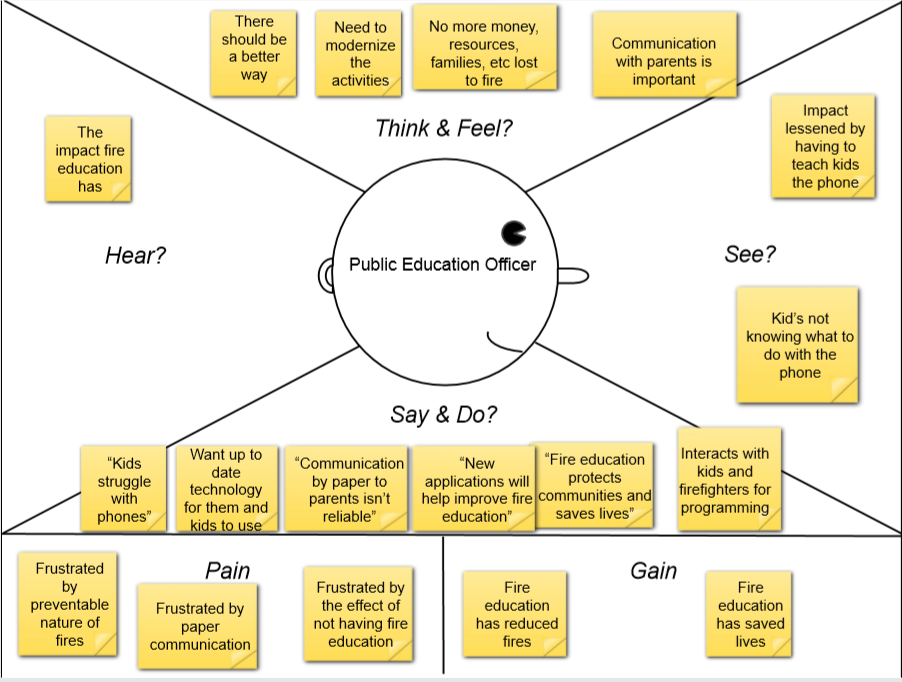 There
should be
a better
way
Need to
modernize
the
activities
No more money,
resources,
families, etc lost
to fire
Communication
with parents is
important
Think & Feel?
The
impact fire
education
has
Impact
lessened by
having to
teach kids
the phone
Hear?
Public Education Officer
See?
Kid's not
knowing what to
do with the
phone
Say & Do?
“Kids
struggle
with
phones”
Want up to
date
technology
for them and
kids to use
“Communication
by paper to
parents isn't
reliable”
“New
applications will
help improve fire
education”
“Fire education
protects
communities and
saves lives”
Interacts with
kids and
firefighters for
programming
Pain
Frustrated
by
preventable
nature of
fires
Frustrated by
paper
communication
Frustrated by
the effect of
not having fire
education
Gain
Fire
education
has reduced
fires
Fire
education
has saved
lives